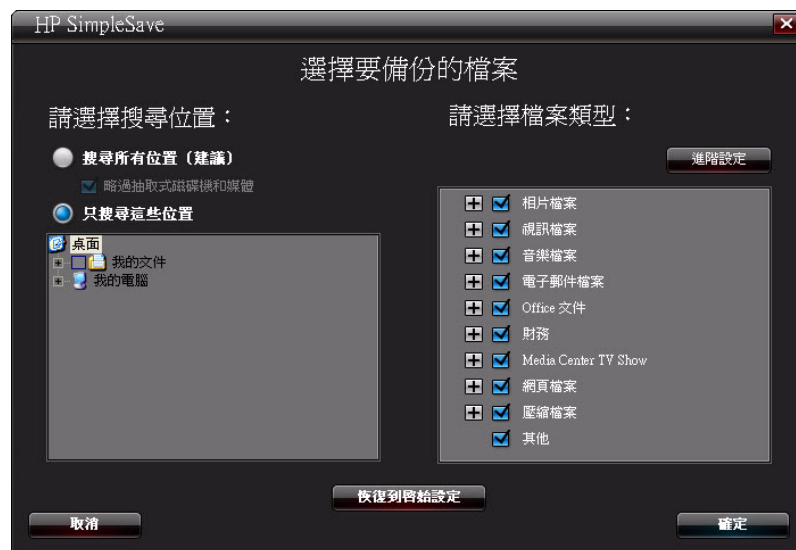 HP SimpleSave
選擇要備份的檔案
請選擇搜尋位置：
搜尋所有位置（建議）
略過抽取式磁碟機和媒體
只搜尋這些位置
桌面
我的文件
我的電腦
請選擇檔案類型：
進階設定
相片檔案
視訊檔案
音樂檔案
電子郵件檔案
Office 文件
財務
Media Center TV Show
網頁檔案
壓縮檔案
其他
恢復到啓始設定
取消
確定